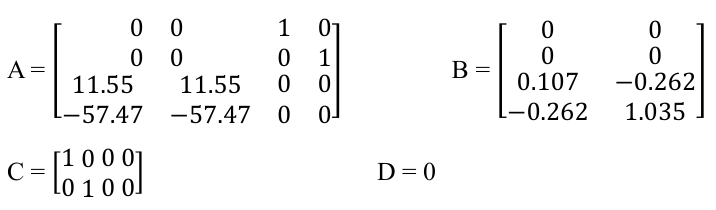 A = [ 0 0 1 0
0 0 0 1
11.55 11.55 0 0
−57.47 −57.47 0 0 ]
B = [ 0 0
0 0
0.107 −0.262
−0.262 1.035 ]
C = [ 1 0 0 0
0 1 0 0 ]
D = 0